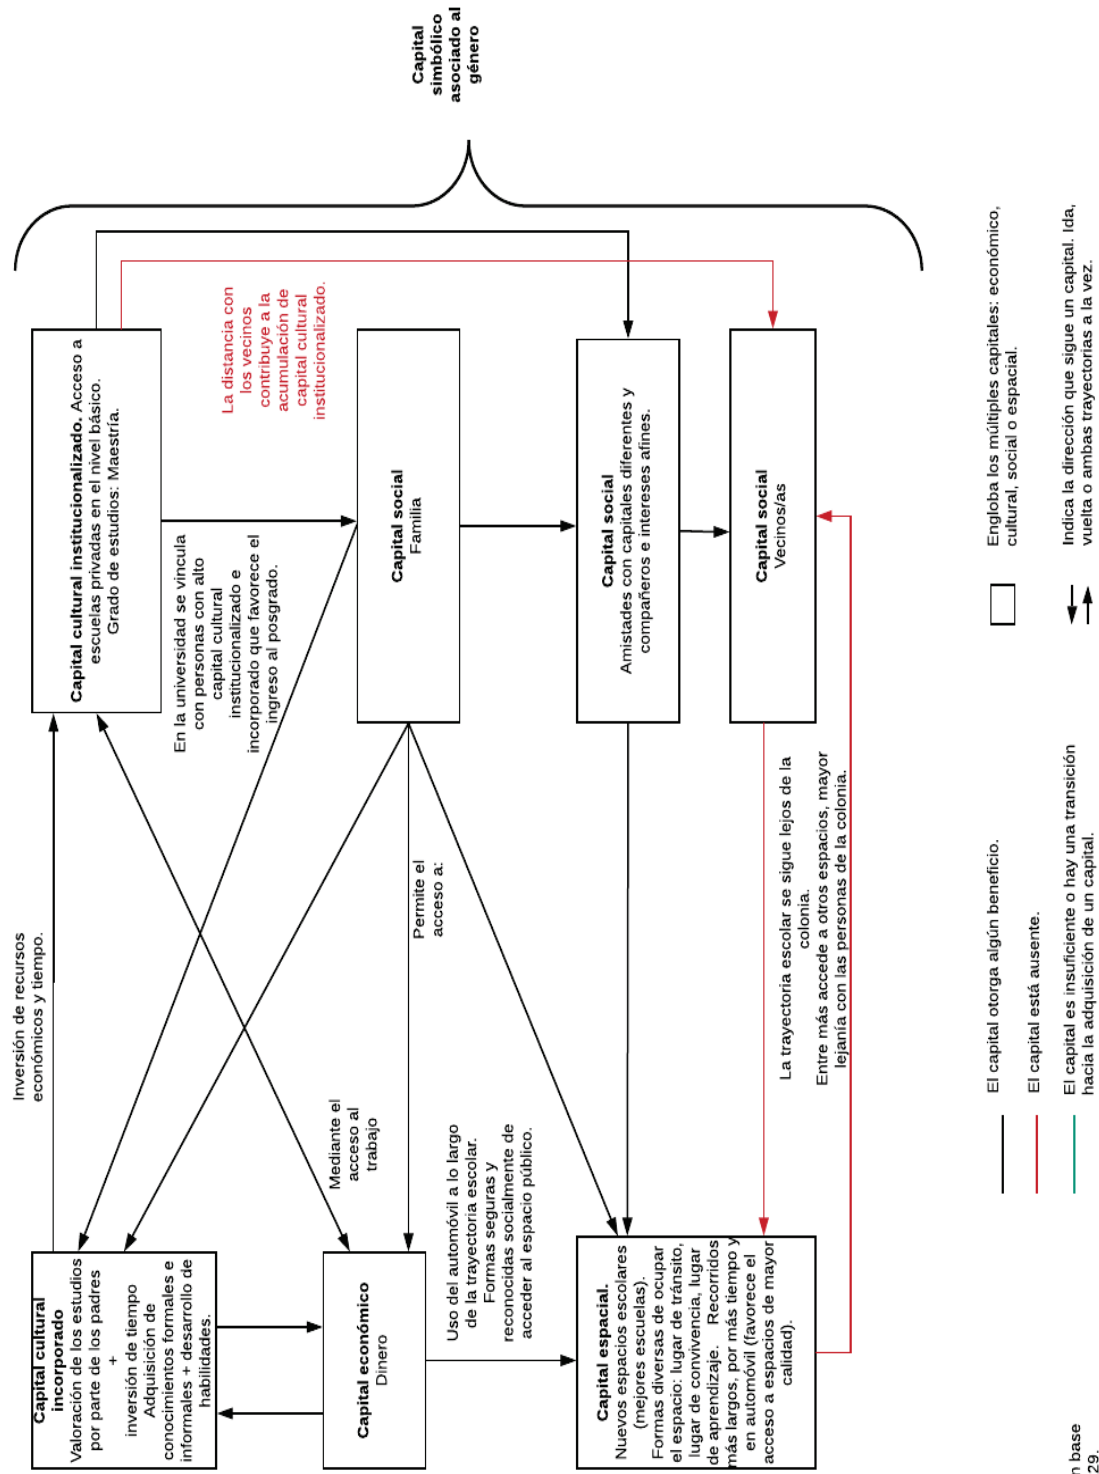 Capital cultural
incorporado
Valoración de los estudios
por parte de los padres
+
inversión de tiempo
Adquisición de
conocimientos formales e
informales + desarrollo de
habilidades.
Inversión de recursos
económicos y tiempo.
Capital cultural institucionalizado. Acceso a
escuelas privadas en el nivel básico.
Grado de estudios: Maestría.
En la universidad se vincula
con personas con alto
capital cultural
institucionalizado e
incorporado que favorece el
ingreso al posgrado.
La distancia con
los vecinos
contribuye a la
acumulación de
capital cultural
institucionalizado.
Mediante el
acceso al
trabajo
Capital económico
Dinero
Permite el
acceso a:
Capital social
Familia
Uso del automóvil a lo largo
de la trayectoria escolar.
Formas seguras y
reconocidas socialmente de
acceder al espacio público.
Capital espacial.
Nuevos espacios escolares
(mejores escuelas).
Formas diversas de ocupar
el espacio: lugar de tránsito,
lugar de convivencia, lugar
de aprendizaje. Recorridos
más largos, por más tiempo y
en automóvil (favorece el
acceso a espacios de mayor
calidad).
Capital social
Amistades con capitales diferentes y
compañeros e intereses afines.
Capital social
Vecinos/as
La trayectoria escolar se sigue lejos de la
colonia.
Entre más accede a otros espacios, mayor
lejanía con las personas de la colonia.
Capital
simbólico
asociado al
género
El capital otorga algún beneficio.
El capital está ausente.
El capital es insuficiente o hay una transición
hacia la adquisición de un capital.
Engloba los múltiples capitales: económico,
cultural, social o espacial.
Indica la dirección que sigue un capital. Ida,
vuelta o ambas trayectorias a la vez.
n base
29.